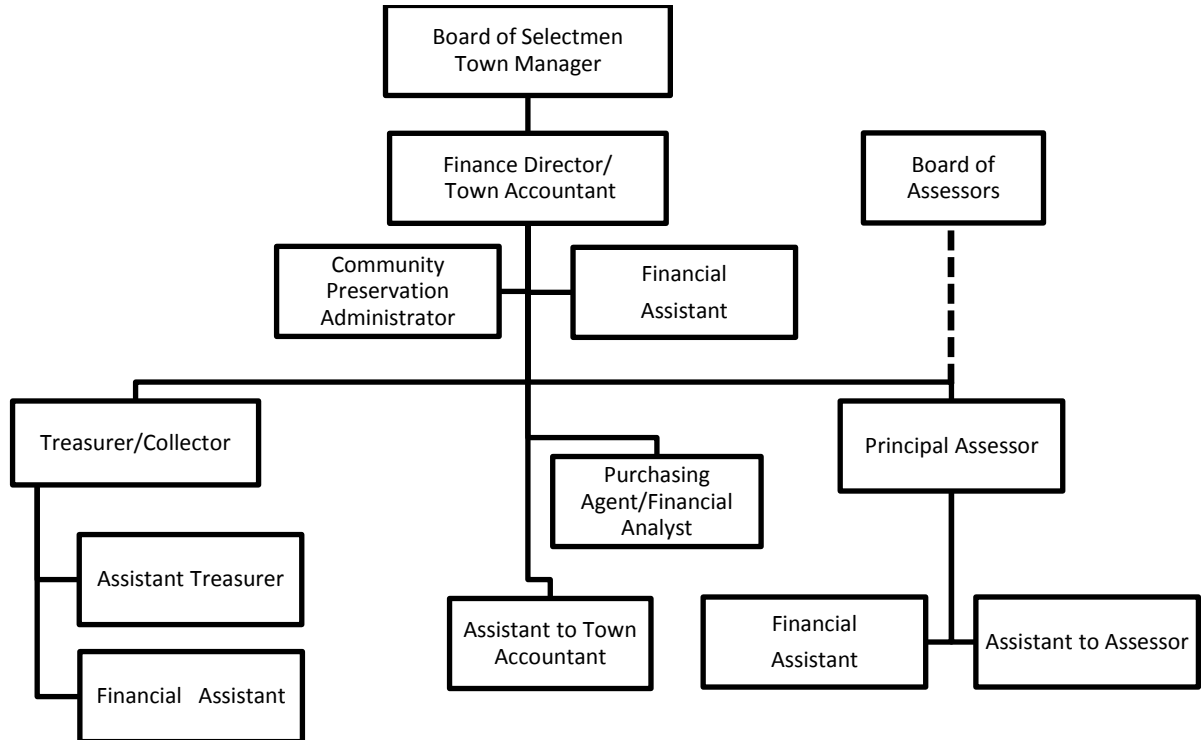 Board of Selectmen
Town Manager
Finance Director/
Town Accountant
Board of
Assessors
Community
Preservation
Administrator
Financial
Assistant
Treasurer/Collector
Purchasing
Agent/Financial
Analyst
Principal Assessor
Assistant Treasurer
Assistant to Town
Accountant
Financial
Assistant
Assistant to Assessor
Financial Assistant